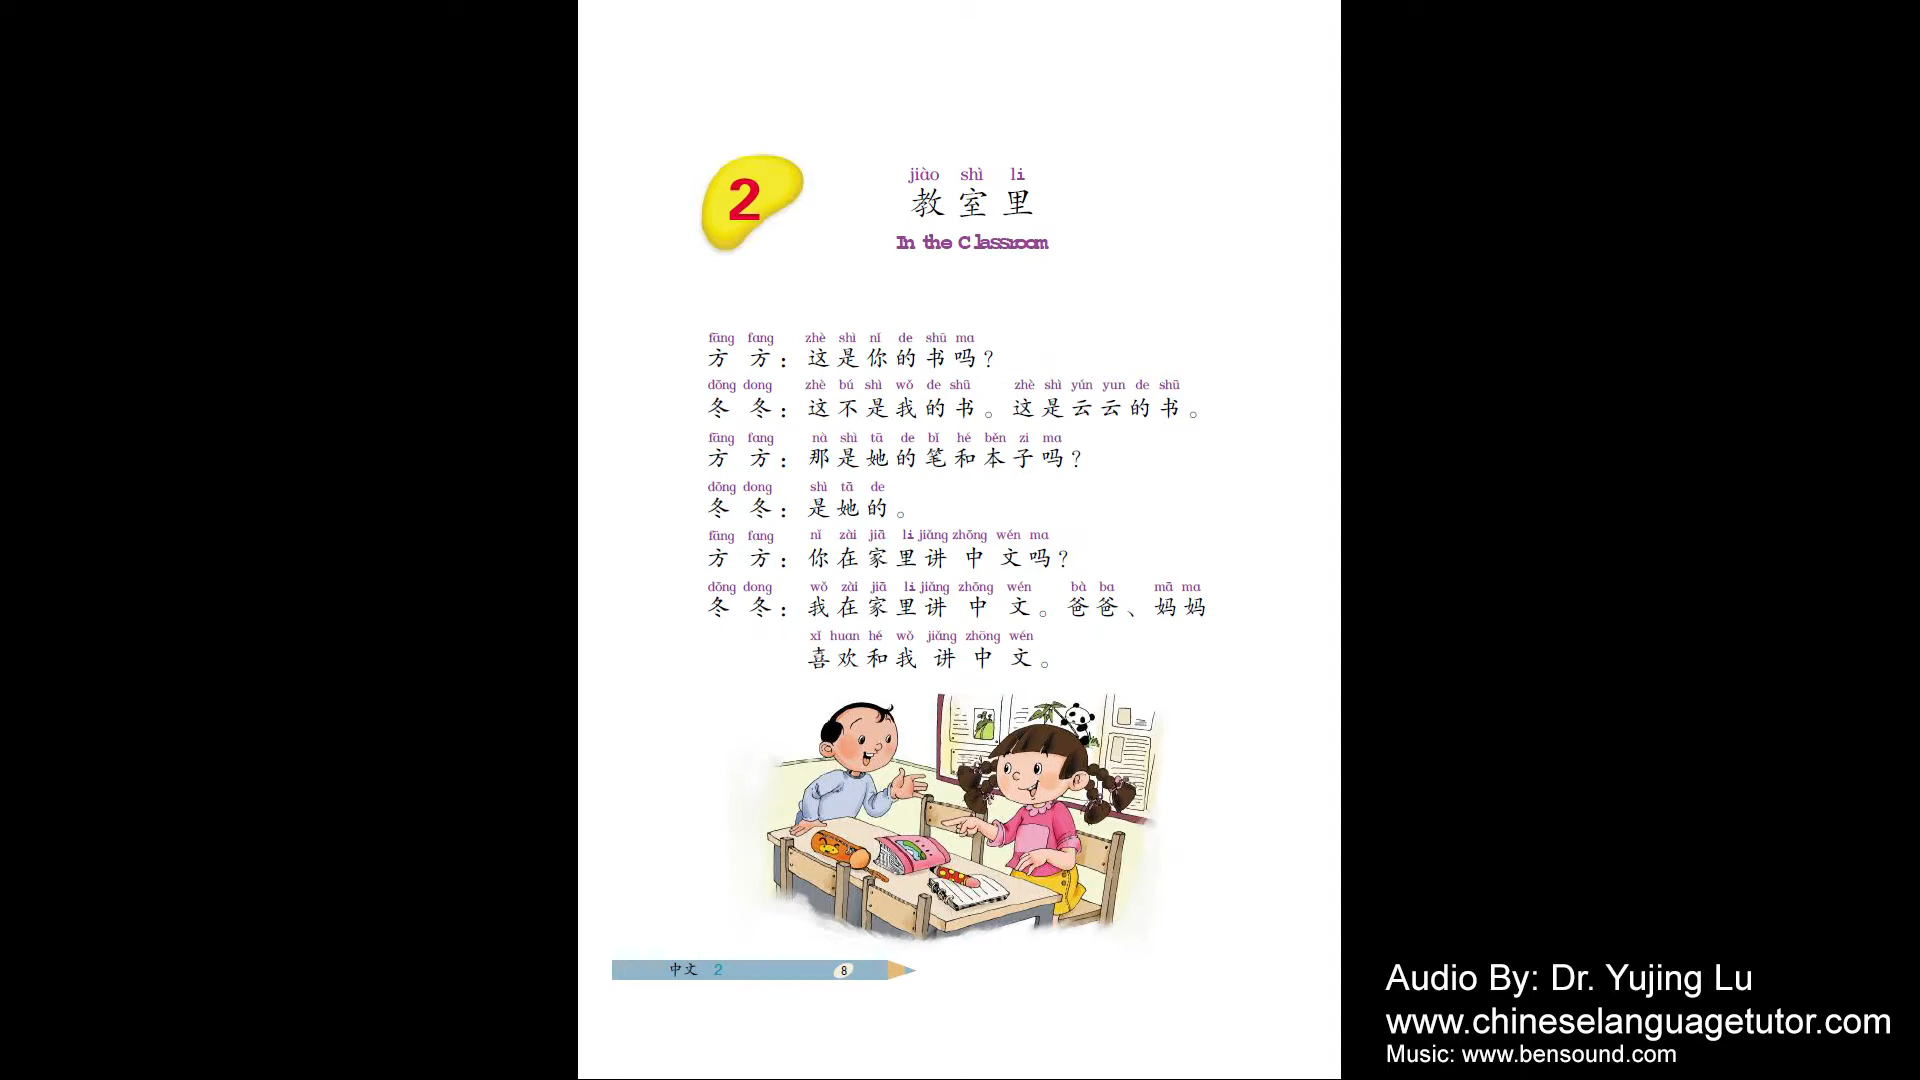 2
jiào shì li
教室里
In the Classroom
fāng fang zhè shì nǐ de shū ma
方方：这是你的书吗？
dōng dong zhè bú shì wǒ de shū zhè shì yún yun de shū
冬冬：这不是我的书。这是云云的书。
fāng fang nà shì tā de bǐ hé běn zi ma
方方：那是她的笔和本子吗？
dōng dong shì tā de
冬冬：是她的。
fāng fang nǐ zài jiā li jiǎng zhōng wén ma
方方：你在家里讲中文吗？
dōng dong wǒ zài jiā li jiǎng zhōng wén bà ba mā ma
冬冬：我在家里讲中文。爸爸、妈妈
xǐ huan hé wǒ jiǎng zhōng wén
喜欢和我讲中文。
中文 2 8
Audio By: Dr. Yujing Lu
www.chineselanguagetutor.com
Music: www.bensound.com